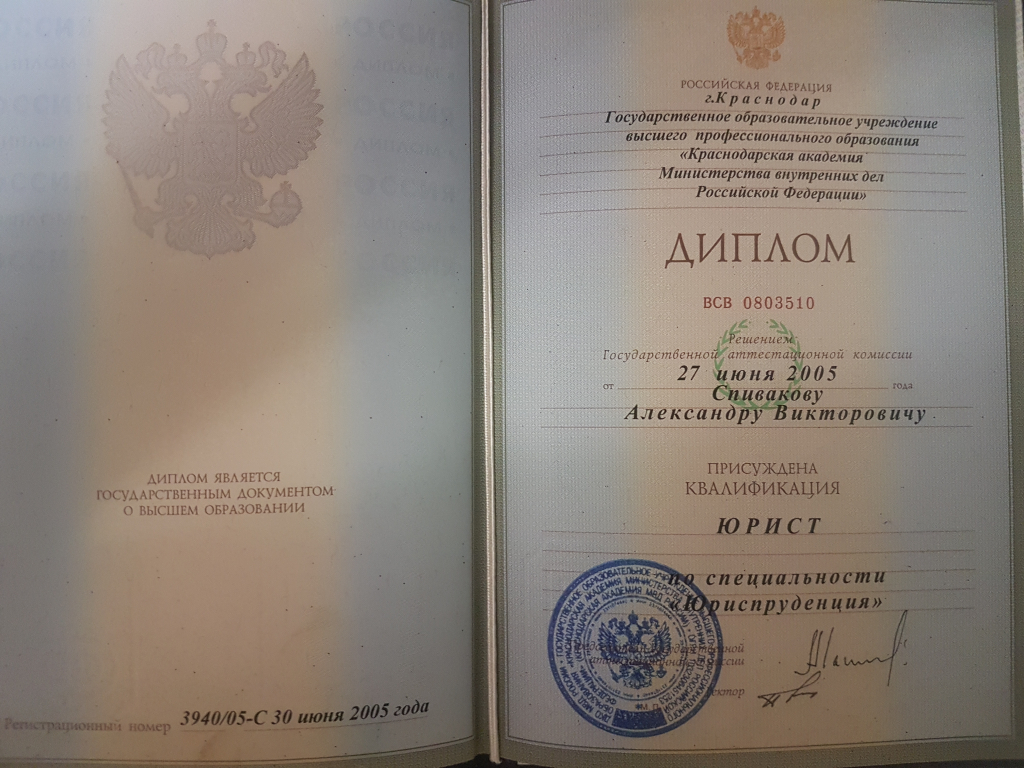 ДИПЛОМ ЯВЛЯЕТСЯ
ГОСУДАРСТВЕННЫМ ДОКУМЕНТОМ
О ВЫСШЕМ ОБРАЗОВАНИИ
Регистрационный номер 3940/05-С 30 июня 2005 года
РОССИЙСКАЯ ФЕДЕРАЦИЯ
г.Краснодар
Государственное образовательное учреждение
высшего профессионального образования
«Краснодарская академия
Министерства внутренних дел
Российской Федерации»
ДИПЛОМ
ВСВ 0803510
Решением
Государственной аттестационной комиссии
от 27 июня 2005 года
Спивакову
Александру Викторовичу
ПРИСУЖДЕНА
КВАЛИФИКАЦИЯ
ЮРИСТ
по специальности
«Юриспруденция»